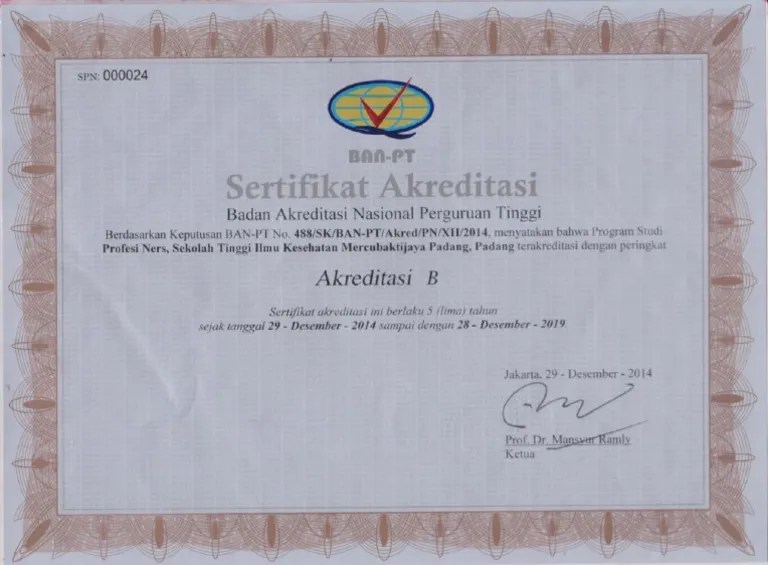 SPN: 000024
BAN-PT
Sertifikat Akreditasi
Badan Akreditasi Nasional Perguruan Tinggi
Berdasarkan Keputusan BAN-PT No. 488/SK/BAN-PT/Akred/PN/XII/2014, menyatakan bahwa Program Studi
Profesi Ners, Sekolah Tinggi Ilmu Kesehatan Mercubaktijaya Padang, Padang terakreditasi dengan peringkat
Akreditasi B
Sertifikat akreditasi ini berlaku 5 (lima) tahun
sejak tanggal 29 - Desember - 2014 sampai dengan 28 - Desember - 2019
Jakarta, 29 - Desember - 2014
Prof. Dr. Mansyur Ramly
Ketua